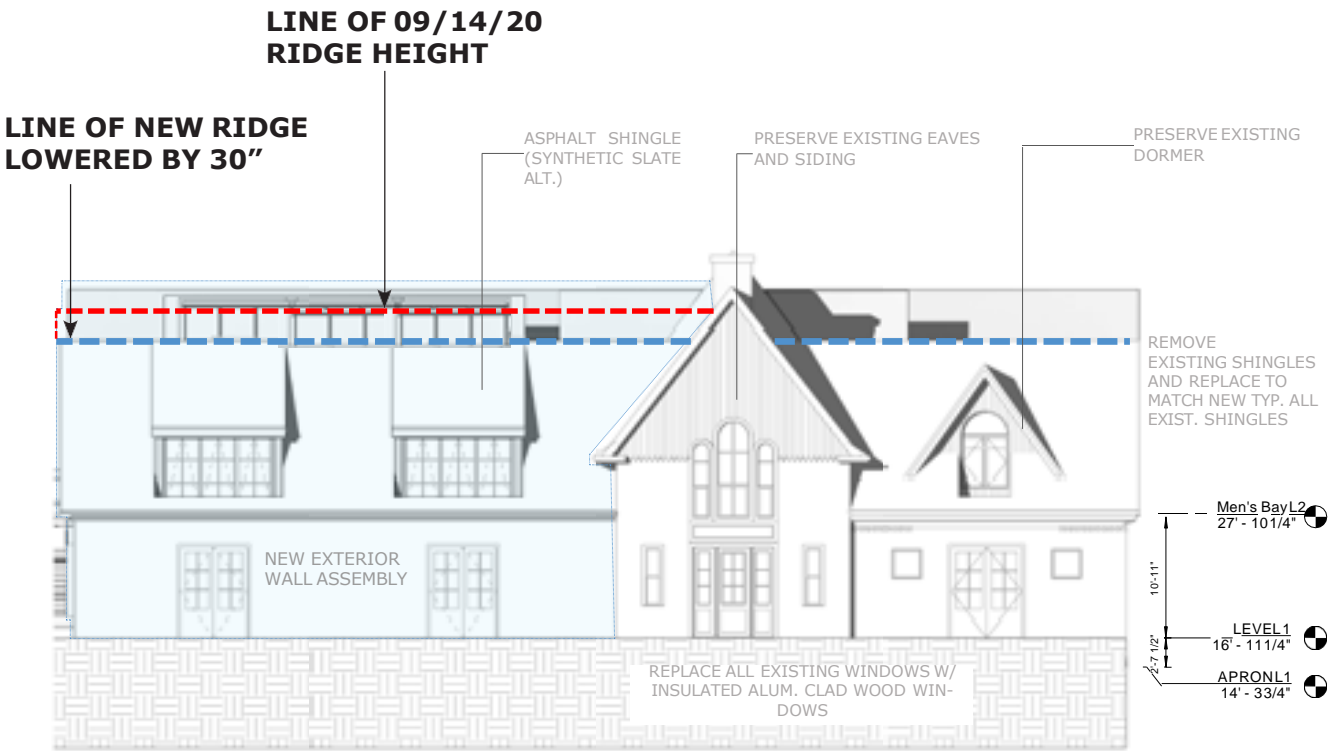 LINE OF 09/14/20
RIDGE HEIGHT
LINE OF NEW RIDGE
LOWERED BY 30”
ASPHALT SHINGLE
(SYNTHETIC SLATE
ALT.)
PRESERVE EXISTING EAVES
AND SIDING
PRESERVE EXISTING
DORMER
REMOVE
EXISTING SHINGLES
AND REPLACE TO
MATCH NEW TYP. ALL
EXIST. SHINGLES
NEW EXTERIOR
WALL ASSEMBLY
REPLACE ALL EXISTING WINDOWS W/
INSULATED ALUM. CLAD WOOD WIN-
DOWS
Men's Bay L2
27' - 101/4"
10'-11"
LEVEL1
16' - 111/4"
2'-7 1/2"
APRONL1
14' - 33/4"